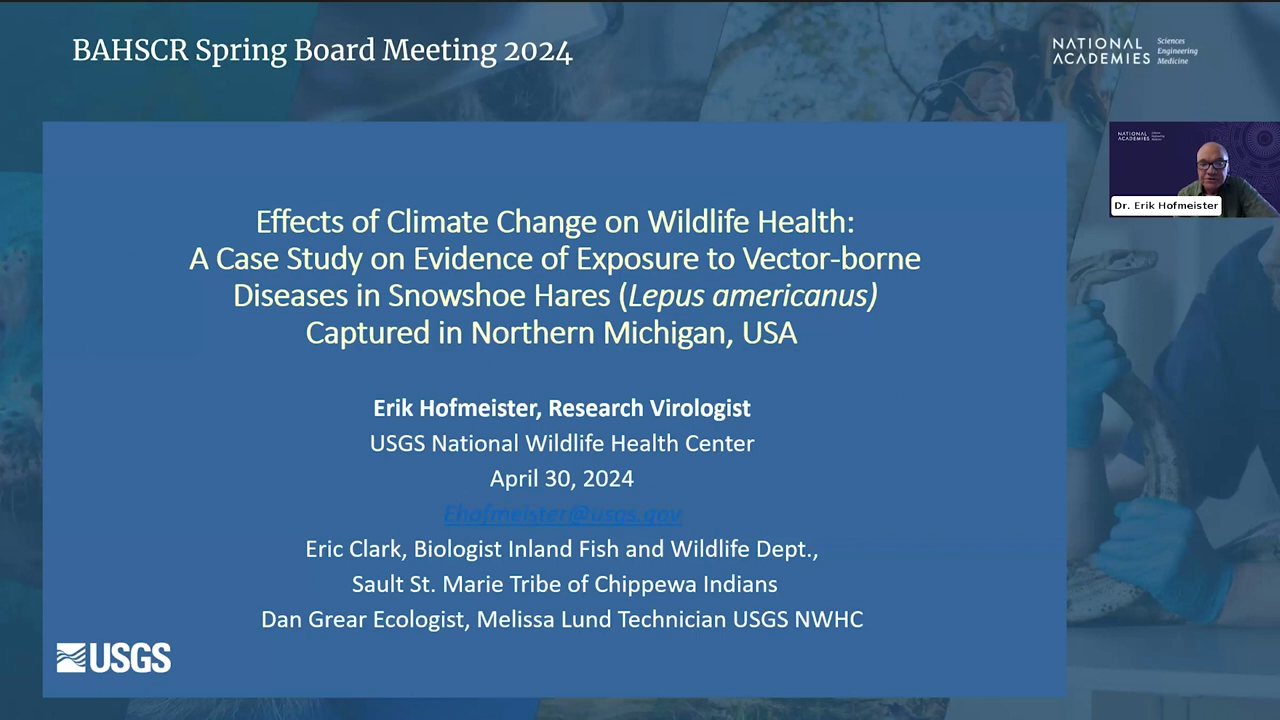 BAHSCR Spring Board Meeting 2024
NATIONAL ACADEMIES
Sciences
Engineering
Medicine
NATIONAL
ACADEMIES
Dr. Erik Hofmeister
Effects of Climate Change on Wildlife Health:
A Case Study on Evidence of Exposure to Vector-borne
Diseases in Snowshoe Hares (Lepus americanus)
Captured in Northern Michigan, USA
Erik Hofmeister, Research Virologist
USGS National Wildlife Health Center
April 30, 2024
Ehofmeister@usgs.gov
Eric Clark, Biologist Inland Fish and Wildlife Dept.,
Sault St. Marie Tribe of Chippewa Indians
Dan Grear Ecologist, Melissa Lund Technician USGS NWHC
USGS